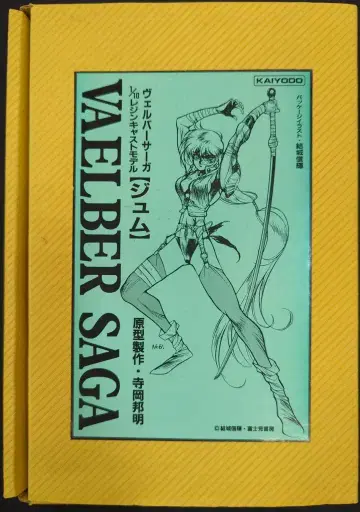 KAIYODO
パッケージイラスト・結城信輝
ヴェルバーサーガ
1/10レジンキャストモデル【ジュム】
VAELBER SAGA
原型製作・寺岡邦明
©結城信輝・富士見書房